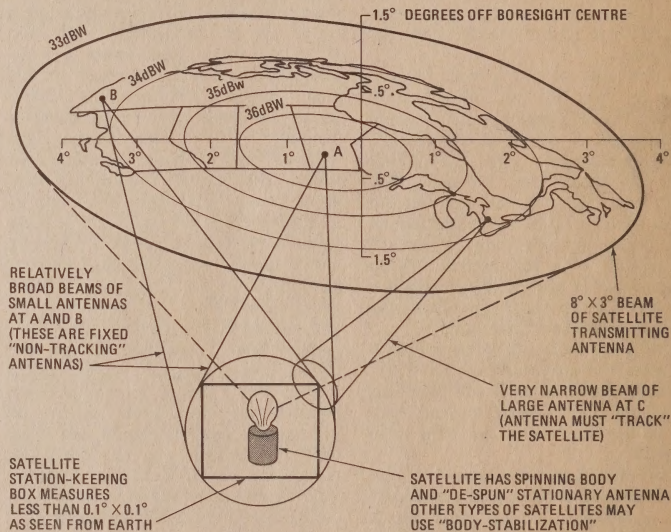 1.5° DEGREES OFF BORESIGHT CENTRE
33dBW
34dBW
35dBW
.5°
B
36dBW
A
4°
3°
2°
1°
1°
2°
3°
4°
.5°
1.5°
RELATIVELY
BROAD BEAMS OF
SMALL ANTENNAS
AT A AND B
(THESE ARE FIXED
"NON-TRACKING"
ANTENNAS)
8° X 3° BEAM
OF SATELLITE
TRANSMITTING
ANTENNA
VERY NARROW BEAM OF
LARGE ANTENNA AT C
(ANTENNA MUST "TRACK"
THE SATELLITE)
SATELLITE
STATION-KEEPING
BOX MEASURES
LESS THAN 0.1° X 0.1°
AS SEEN FROM EARTH
SATELLITE HAS SPINNING BODY
AND "DE-SPUN" STATIONARY ANTENNA
OTHER TYPES OF SATELLITES MAY
USE "BODY-STABILIZATION"